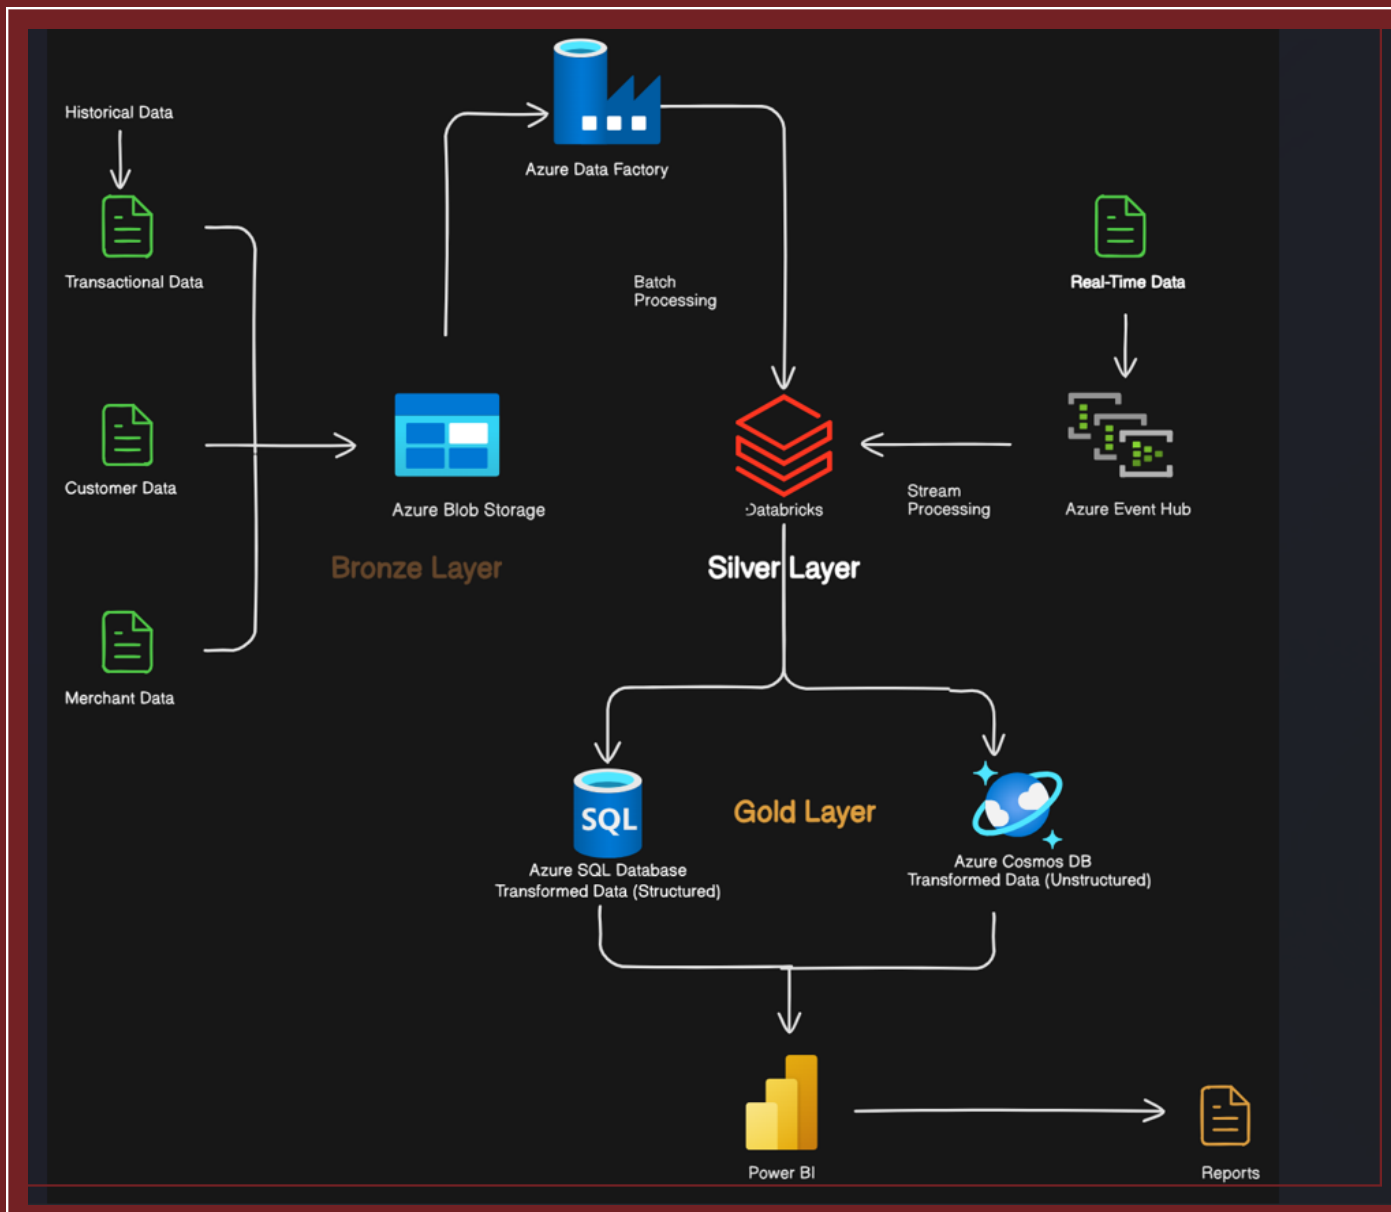 Historical Data
Azure Data Factory
Transactional Data
Batch
Processing
Real-Time Data
Customer Data
Azure Blob Storage
Databricks
Stream
Processing
Azure Event Hub
Bronze Layer
Silver Layer
Merchant Data
SQL
Gold Layer
Azure SQL Database
Transformed Data (Structured)
Azure Cosmos DB
Transformed Data (Unstructured)
Power BI
Reports